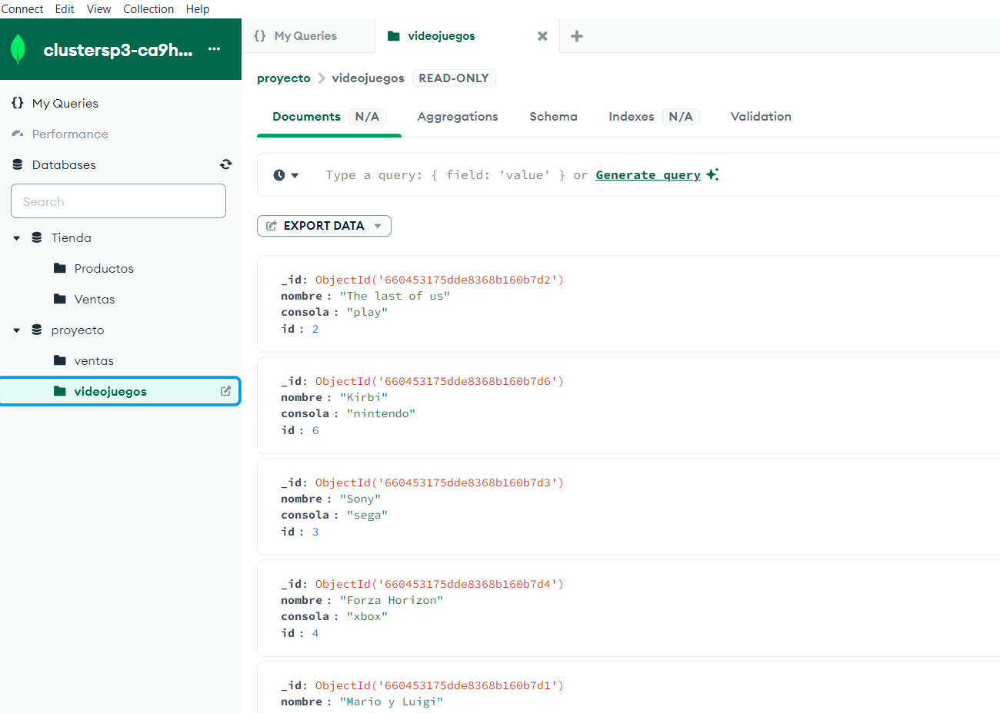 Connect Edit View Collection Help
clustersp3-ca9h... ...
{} My Queries
videojuegos
proyecto > videojuegos READ-ONLY
{} My Queries
Performance
Databases
Search
Tienda
Productos
Ventas
proyecto
ventas
videojuegos
Documents N/A Aggregations Schema Indexes N/A Validation
Type a query: { field: 'value' } or Generate query
EXPORT DATA
_id: ObjectId('660453175dde8368b160b7d2')
nombre : "The last of us"
consola : "play"
id : 2
_id: ObjectId('660453175dde8368b160b7d6')
nombre : "Kirbi"
consola : "nintendo"
id : 6
_id: ObjectId('660453175dde8368b160b7d3')
nombre : "Sony"
consola : "sega"
id : 3
_id: ObjectId('660453175dde8368b160b7d4')
nombre : "Forza Horizon"
consola : "xbox"
id : 4
_id: ObjectId('660453175dde8368b160b7d1')
nombre : "Mario y Luigi"